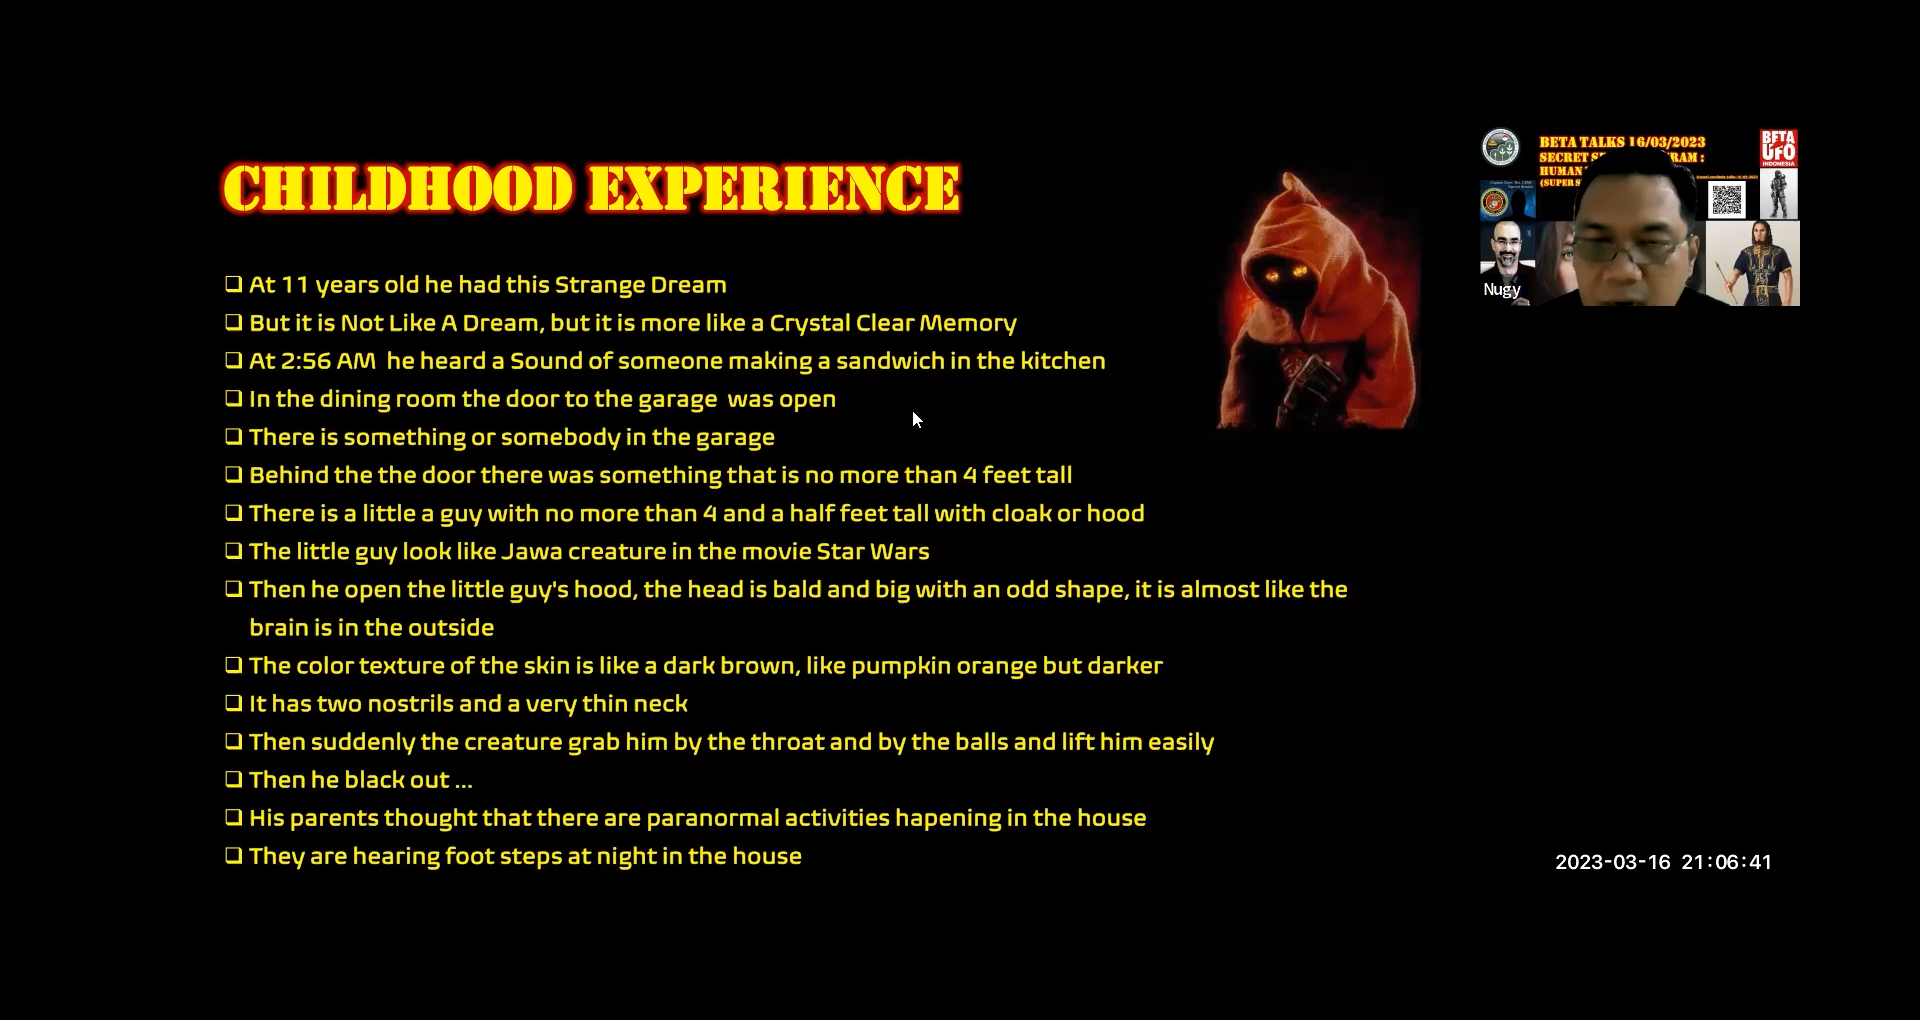 CHILDHOOD EXPERIENCE
❑ At 11 years old he had this Strange Dream
❑ But it is Not Like A Dream, but it is more like a Crystal Clear Memory
❑ At 2:56 AM he heard a Sound of someone making a sandwich in the kitchen
❑ In the dining room the door to the garage was open
❑ There is something or somebody in the garage
❑ Behind the the door there was something that is no more than 4 feet tall
❑ There is a little a guy with no more than 4 and a half feet tall with cloak or hood
❑ The little guy look like Jawa creature in the movie Star Wars
❑ Then he open the little guy's hood, the head is bald and big with an odd shape, it is almost like the
brain is in the outside
❑ The color texture of the skin is like a dark brown, like pumpkin orange but darker
❑ It has two nostrils and a very thin neck
❑ Then suddenly the creature grab him by the throat and by the balls and lift him easily
❑ Then he black out ...
❑ His parents thought that there are paranormal activities hapening in the house
❑ They are hearing foot steps at night in the house
BETA TALKS 16/03/2023
SECRET
HUMAN
BETA
UFO
INDONESIA
Nugy
2023-03-16 21:06:41